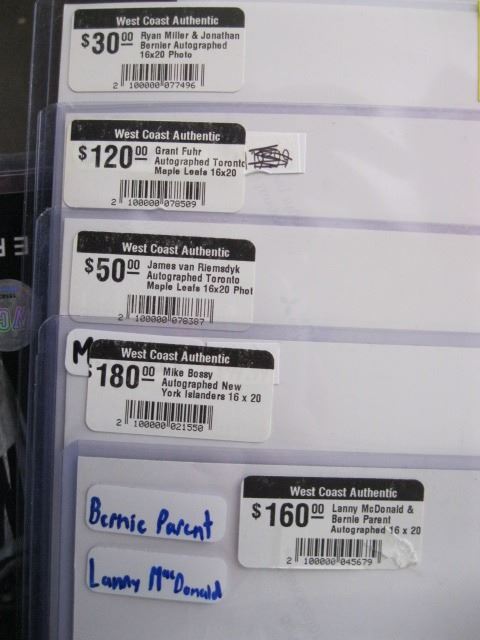 West Coast Authentic
$30.00 Ryan Miller & Jonathan
Bernier Autographed
16x20 Photo
2 100000 077496
West Coast Authentic
$120.00 Grant Fuhr
Autographed Toronto
Maple Leafs 16x20
2 100000 078509
West Coast Authentic
$50.00 James van Riemsdyk
Autographed Toronto
Maple Leafs 16x20 Phot
2 100000 078387
M
West Coast Authentic
$180.00 Mike Bossy
Autographed New
York Islanders 16 x 20
2 100000 021550
West Coast Authentic
$160.00 Lanny McDonald &
Bernie Parent
Autographed 16 x 20
2 100000 045679
Bernie Parent
Lanny MacDonald